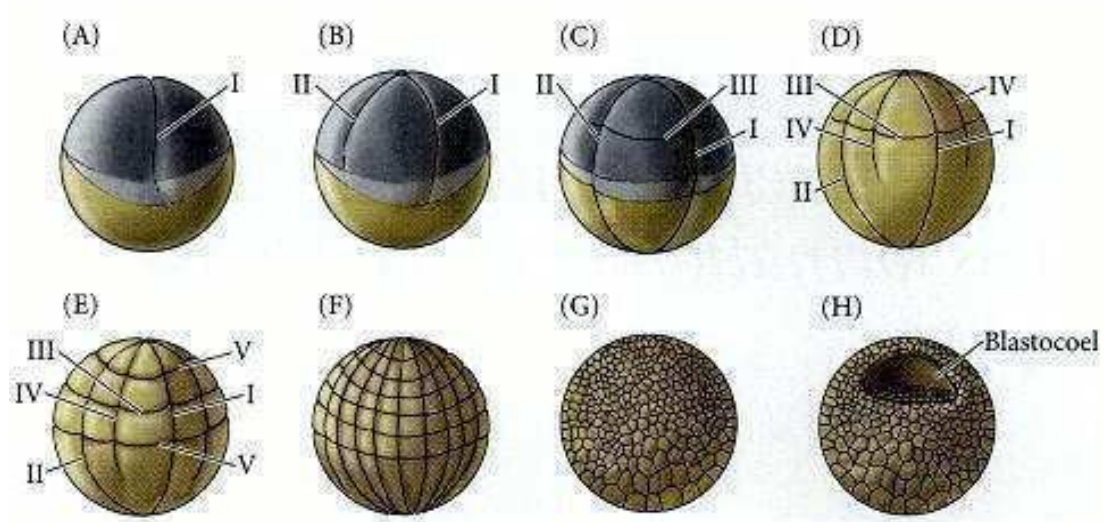 (A) (B) (C) (D)
I
II I
II III I
III IV IV I II
(E) (F) (G) (H)
III V IV I II V
Blastocoel